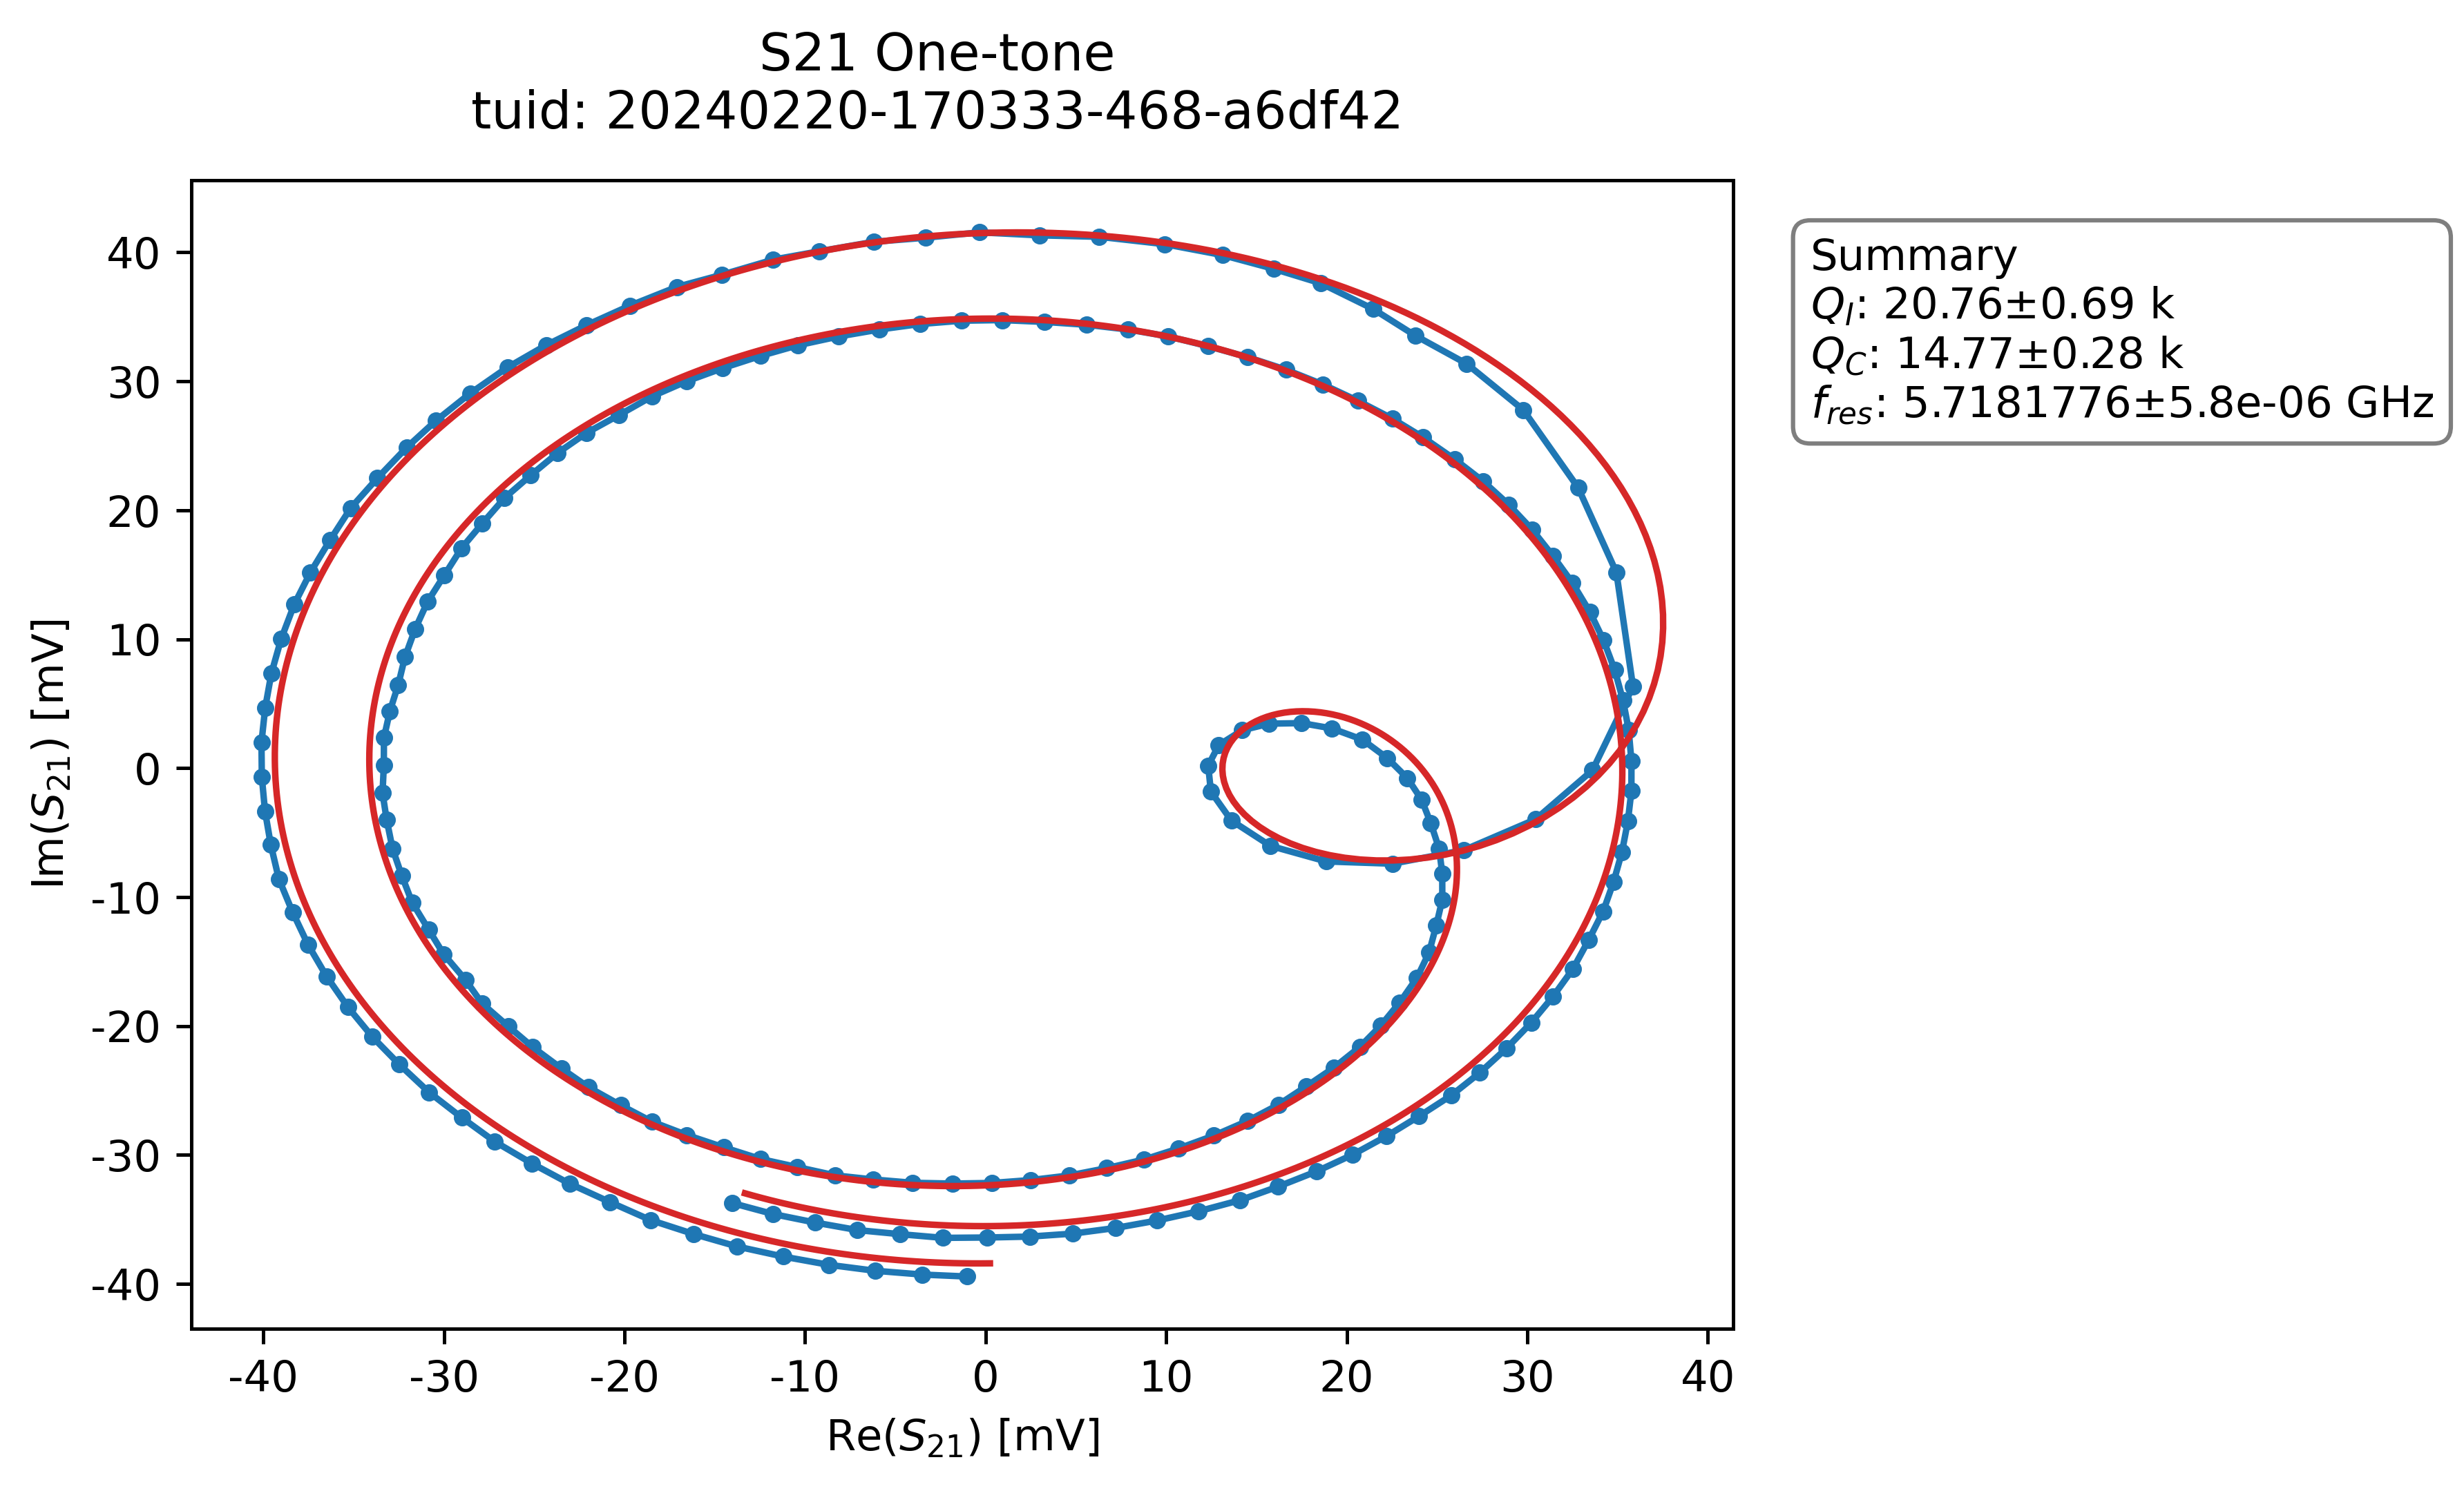 S21 One-tone
tuid: 20240220-170333-468-a6df42
Summary
Q_I: 20.76±0.69 k
Q_C: 14.77±0.28 k
f_res: 5.7181776±5.8e-06 GHz
40
30
20
10
0
-10
-20
-30
-40
Im(S₂₁) [mV]
-40 -30 -20 -10 0 10 20 30 40
Re(S₂₁) [mV]